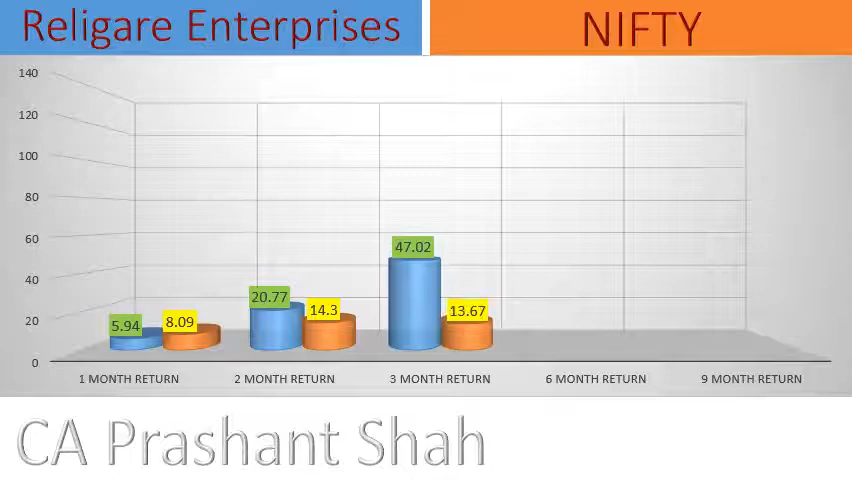 Religare Enterprises
NIFTY
140
120
100
80
60
40
20
0
5.94
8.09
20.77
14.3
47.02
13.67
1 MONTH RETURN
2 MONTH RETURN
3 MONTH RETURN
6 MONTH RETURN
9 MONTH RETURN
CA Prashant Shah